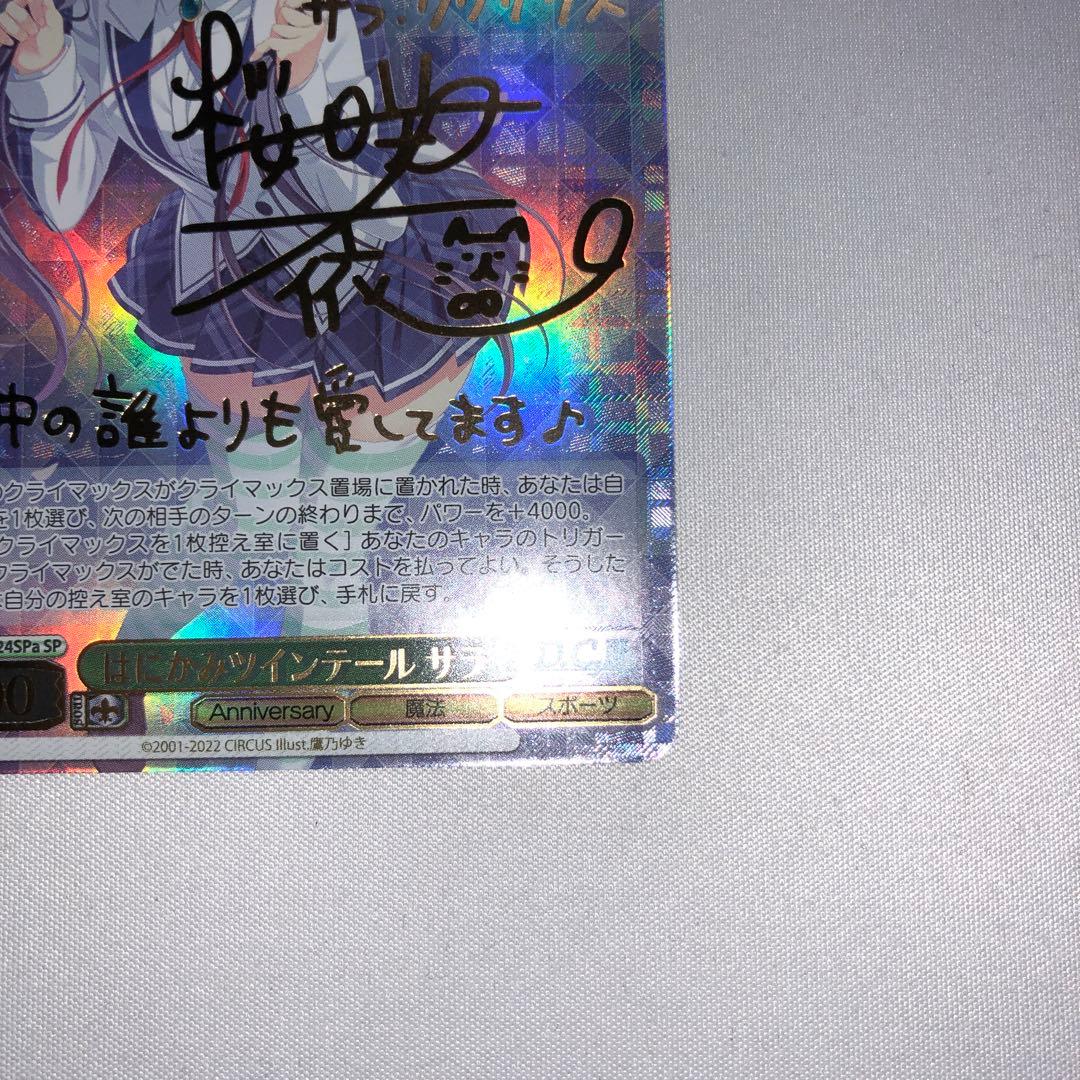 中の誰よりも愛してます♪
のクライマックスがクライマックス置場に置かれた時、あなたは自
を1枚選び、次の相手のターンの終わりまで、パワーを+4000。
クライマックスを1枚控え室に置く] あなたのキャラのトリガー
クライマックスがでた時、あなたはコストを払ってよい。そうした
は自分の控え室のキャラを1枚選び、手札に戻す。
24SPa SP
はにかみツインテール サラ
Anniversary 魔法 スポーツ
©2001-2022 CIRCUS Illust.鷹乃ゆき